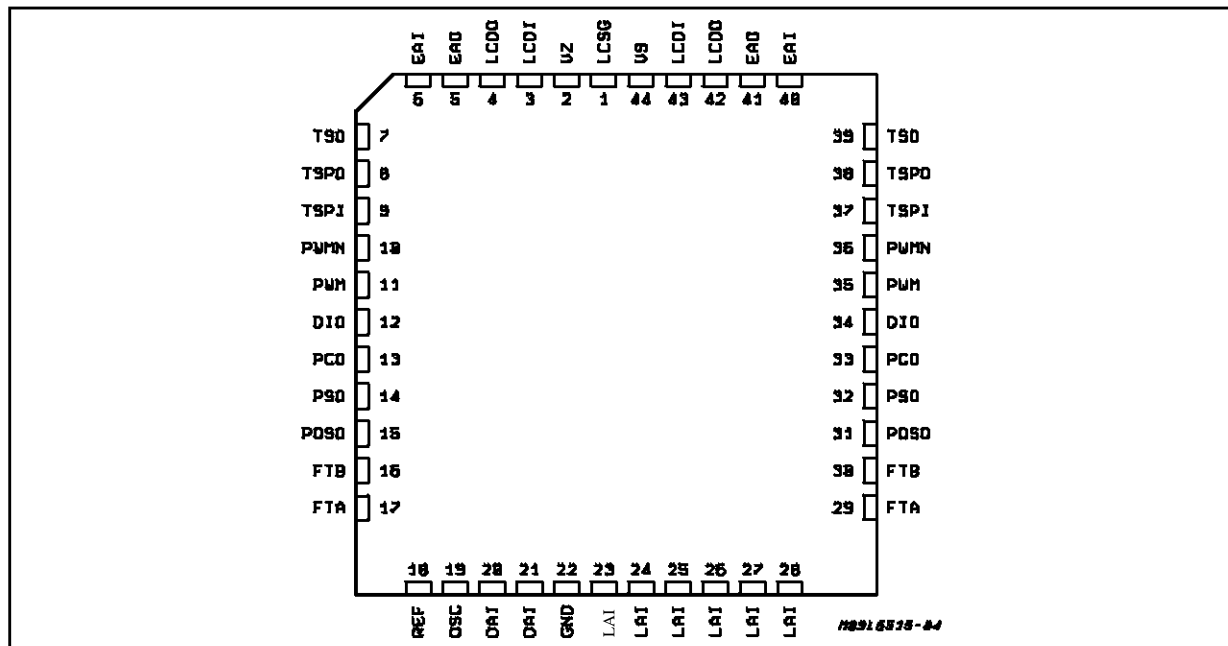 EAI EAO LCDO LCDI VZ LCSG VS LCDI LCDO EAO EAI
6 5 4 3 2 1 44 43 42 41 40
TSO 7 39 TSO
TSPO 8 38 TSPO
TSPI 9 37 TSPI
PWMN 10 36 PWMN
PWM 11 35 PWM
DIO 12 34 DIO
PCO 13 33 PCO
PSO 14 32 PSO
POSO 15 31 POSO
FTB 16 30 FTB
FTA 17 29 FTA
18 19 20 21 22 23 24 25 26 27 28
REF OSC DAI DAI GND LAI LAI LAI LAI LAI LAI